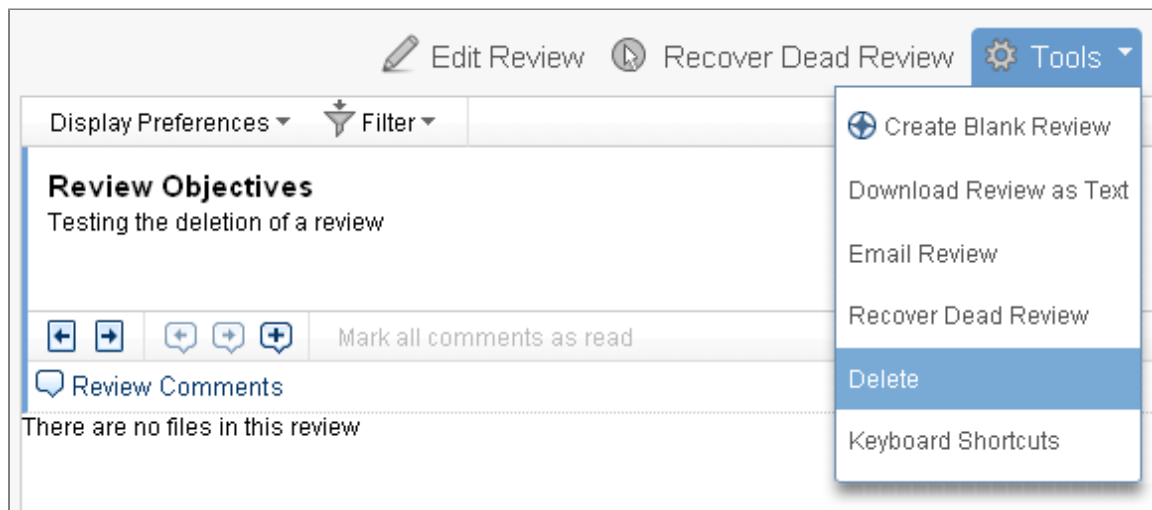 Edit Review Recover Dead Review Tools
Display Preferences Filter
Create Blank Review
Review Objectives
Download Review as Text
Testing the deletion of a review
Email Review
Recover Dead Review
Mark all comments as read
Delete
Review Comments
There are no files in this review
Keyboard Shortcuts